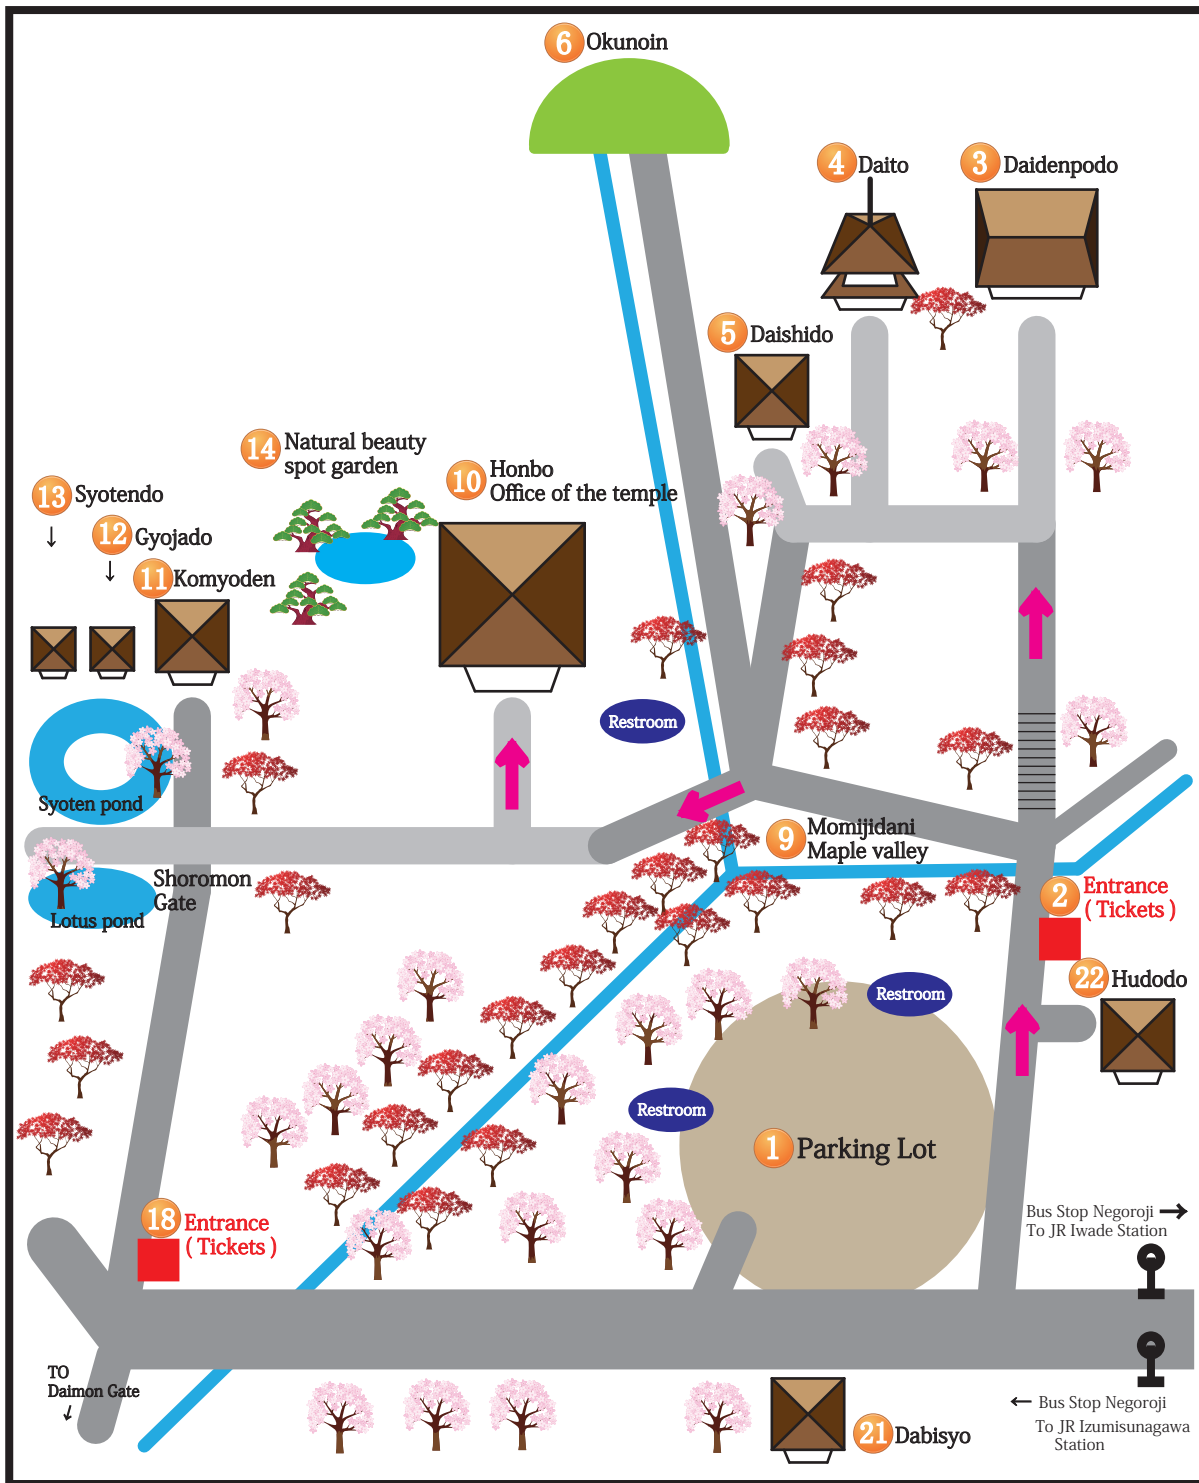 6 Okunoin
4 Daito
3 Daidenpodo
5 Daishido
14 Natural beauty
spot garden
10 Honbo
Office of the temple
13 Syotendo
↓
12 Gyojado
↓
11 Komyoden
Restroom
Syoten pond
9 Momijidani
Maple valley
Shoromon
Gate
Lotus pond
2 Entrance
( Tickets )
22 Hudodo
Restroom
Restroom
1 Parking Lot
18 Entrance
( Tickets )
Bus Stop Negoroji →
To JR Iwade Station
TO
Daimon Gate
↓
← Bus Stop Negoroji
To JR Izumisunagawa
Station
21 Dabisyo